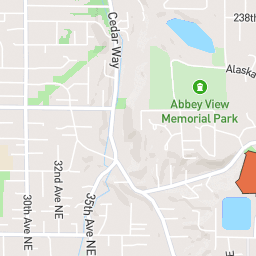 238th
Cedar Way
Alaska
Abbey View
Memorial Park
32nd Ave NE
30th Ave NE
35th Ave NE
E